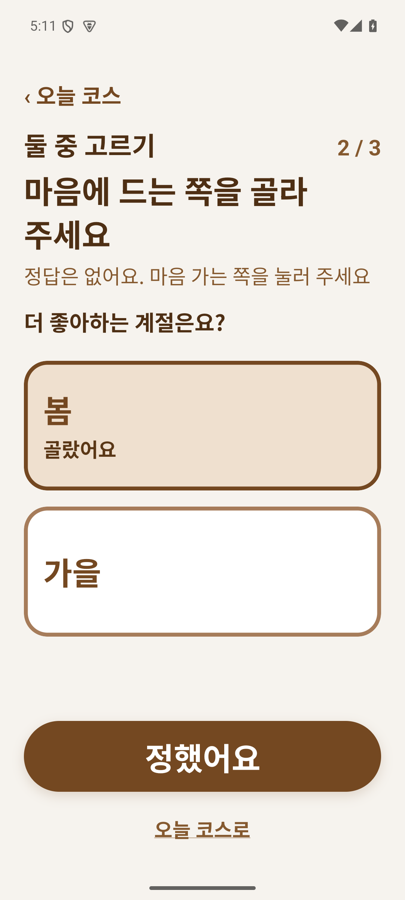 5:11
‹ 오늘 코스
둘 중 고르기
2 / 3
마음에 드는 쪽을 골라
주세요
정답은 없어요. 마음 가는 쪽을 눌러 주세요
더 좋아하는 계절은요?
봄
골랐어요
가을
정했어요
오늘 코스로